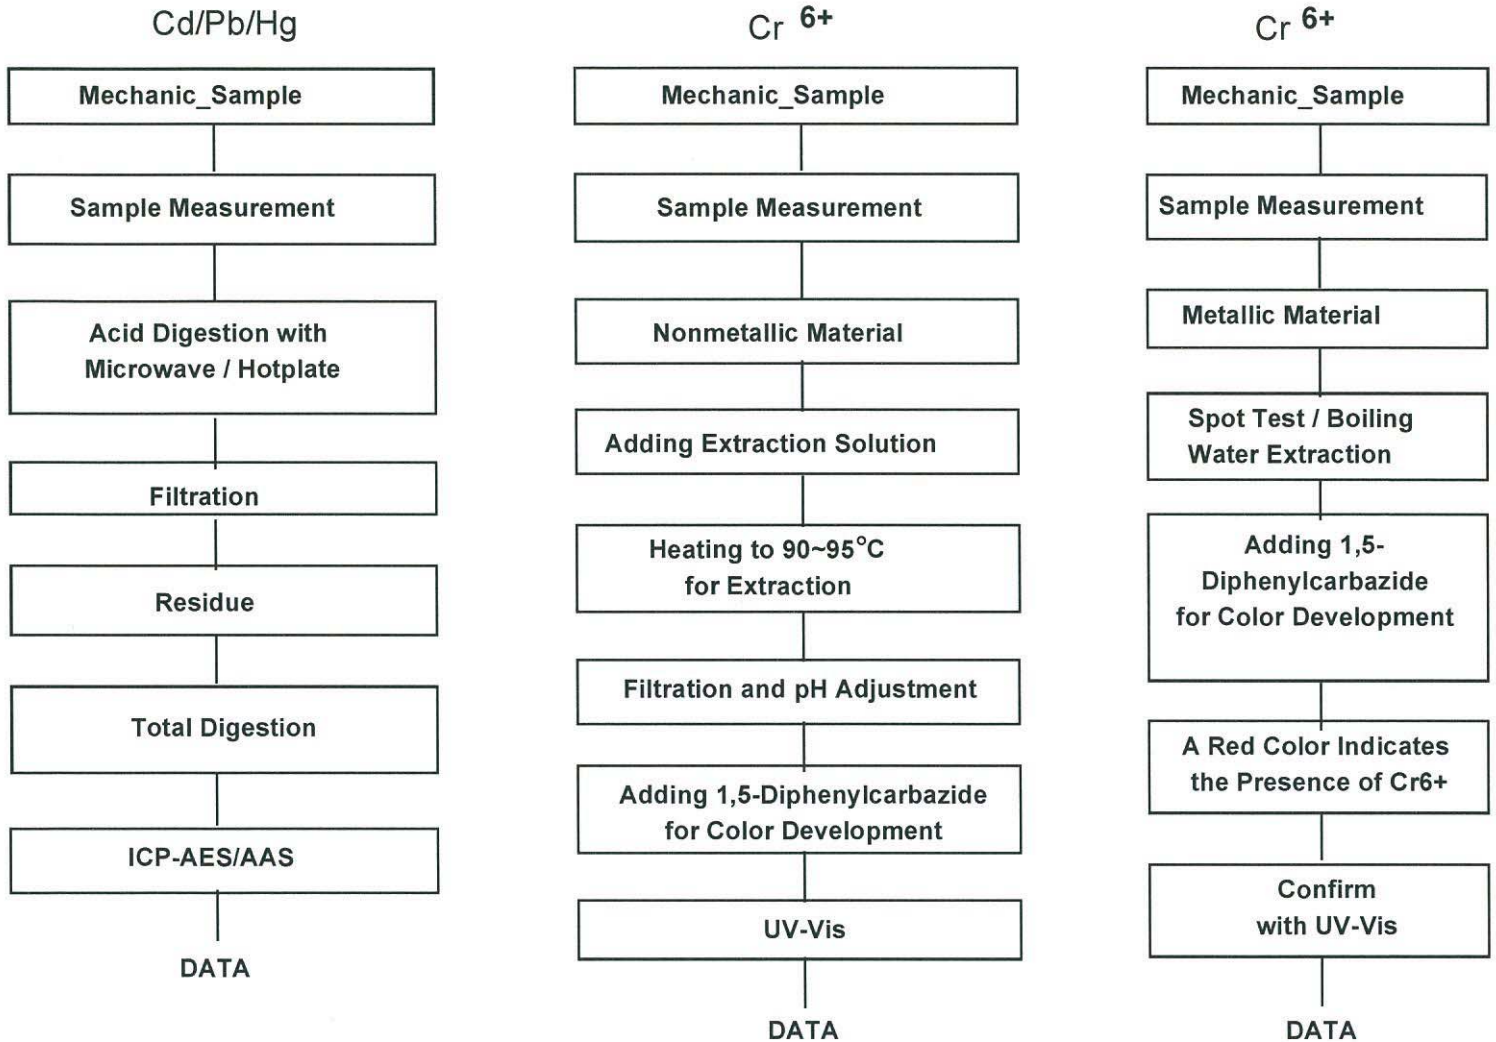 Cd/Pb/Hg
Mechanic_Sample
Sample Measurement
Acid Digestion with
Microwave / Hotplate
Filtration
Residue
Total Digestion
ICP-AES/AAS
DATA
Cr 6+
Mechanic_Sample
Sample Measurement
Nonmetallic Material
Adding Extraction Solution
Heating to 90~95°C
for Extraction
Filtration and pH Adjustment
Adding 1,5-Diphenylcarbazide
for Color Development
UV-Vis
DATA
Cr 6+
Mechanic_Sample
Sample Measurement
Metallic Material
Spot Test / Boiling
Water Extraction
Adding 1,5-
Diphenylcarbazide
for Color Development
A Red Color Indicates
the Presence of Cr6+
Confirm
with UV-Vis
DATA